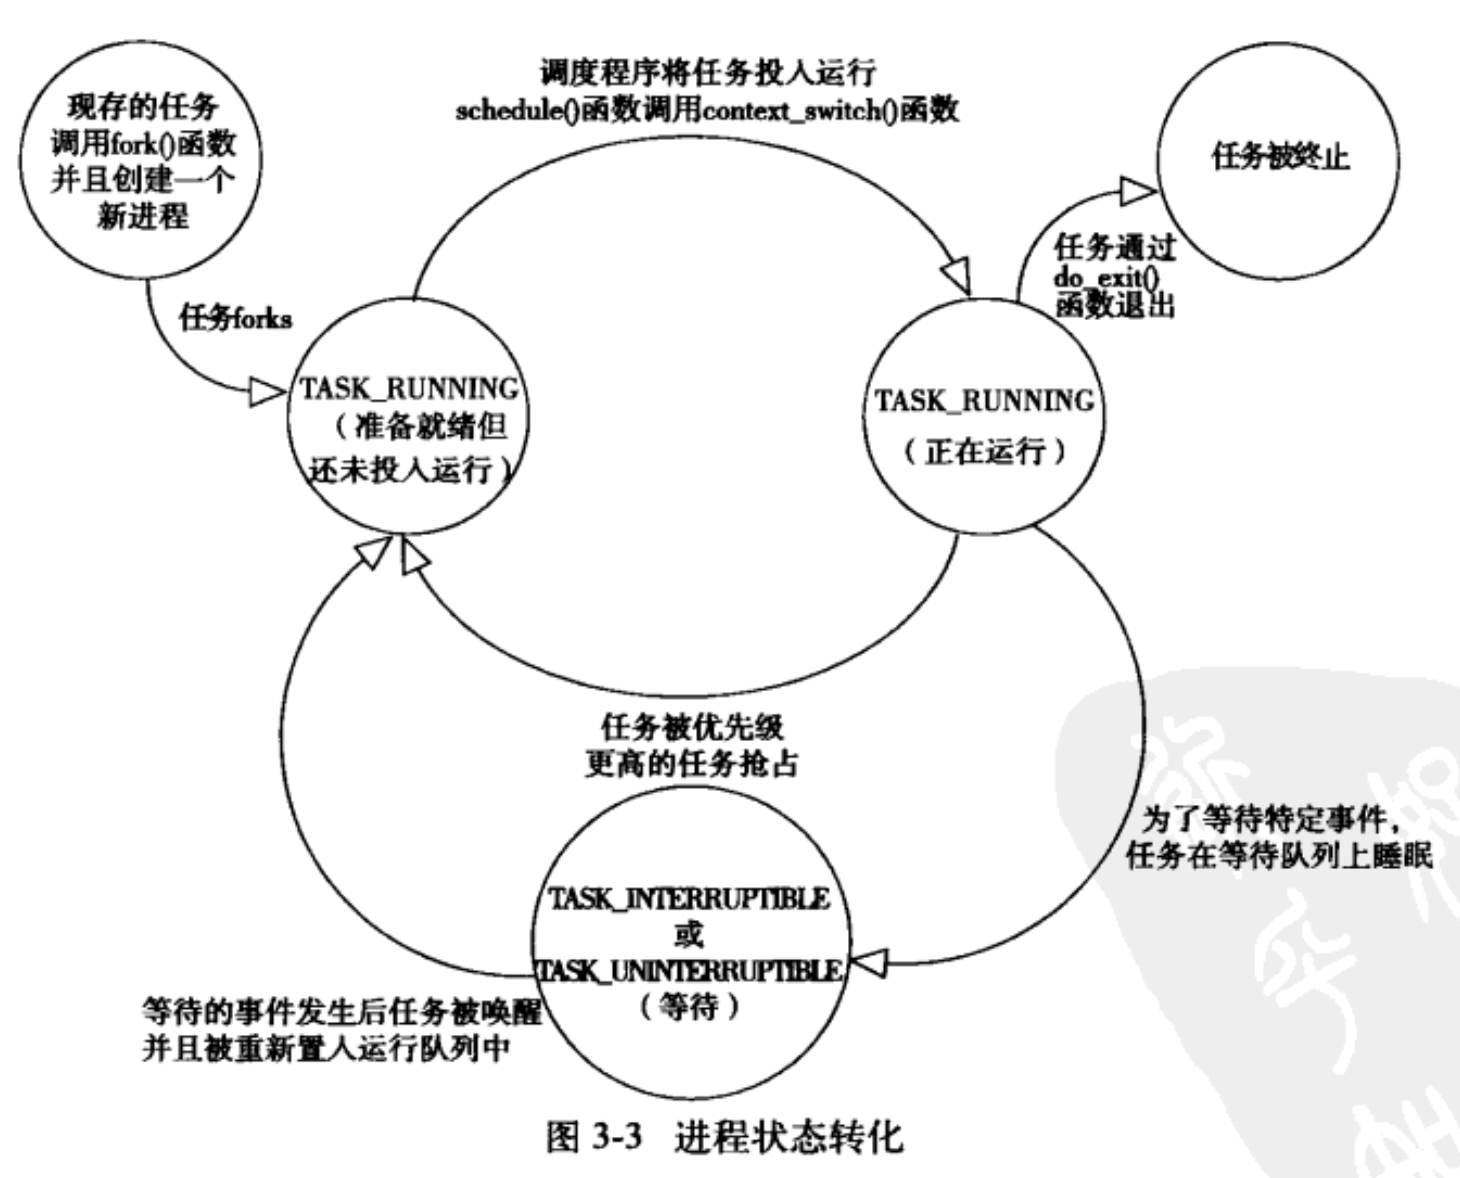 现存的任务
调用fork()函数
并且创建一个
新进程
调度程序将任务投入运行
schedule()函数调用context_switch()函数
任务被终止
任务通过
do_exit()
函数退出
任务forks
TASK_RUNNING
（准备就绪但
还未投入运行）
TASK_RUNNING
（正在运行）
任务被优先级
更高的任务抢占
为了等待特定事件，
任务在等待队列上睡眠
TASK_INTERRUPTIBLE
或
TASK_UNINTERRUPTIBLE
（等待）
等待的事件发生后任务被唤醒
并且被重新置入运行队列中
图 3-3 进程状态转化